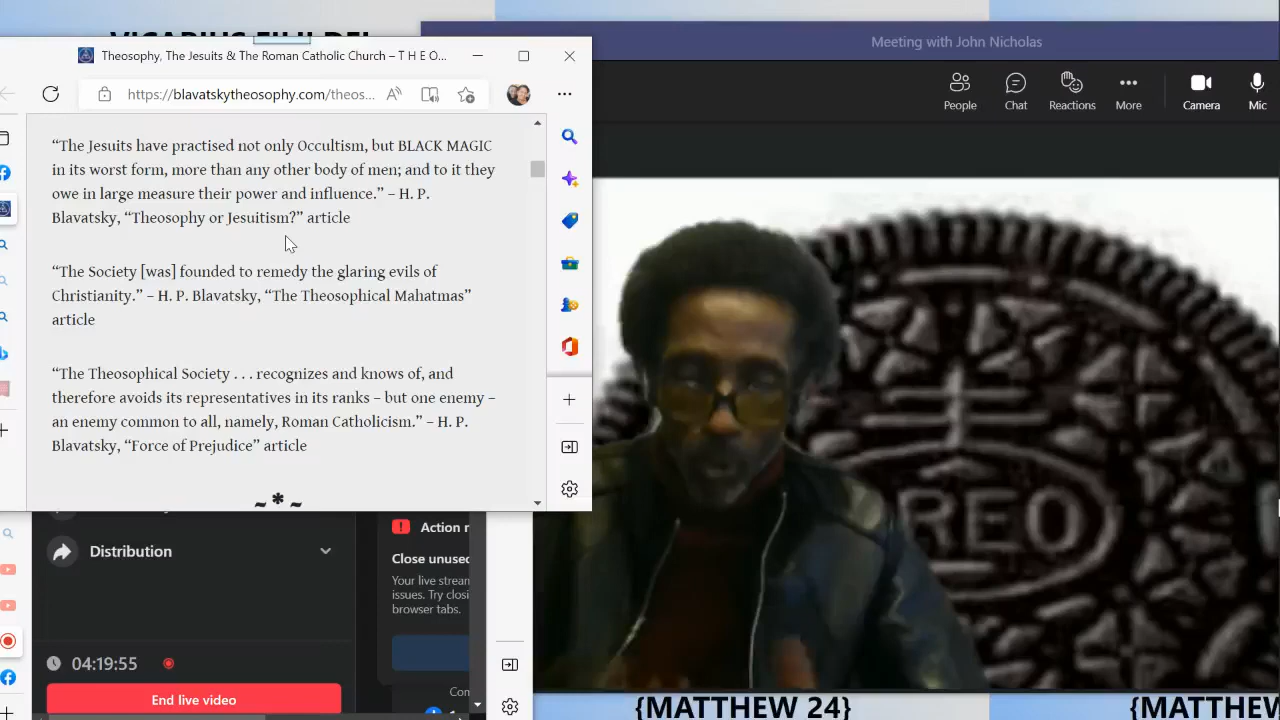 Theosophy, The Jesuits & The Roman Catholic Church – T H E O...
https://blavatskytheosophy.com/theos...
“The Jesuits have practised not only Occultism, but BLACK MAGIC
in its worst form, more than any other body of men; and to it they
owe in large measure their power and influence.” – H. P.
Blavatsky, “Theosophy or Jesuitism?” article
“The Society [was] founded to remedy the glaring evils of
Christianity.” – H. P. Blavatsky, “The Theosophical Mahatmas”
article
“The Theosophical Society . . . recognizes and knows of, and
therefore avoids its representatives in its ranks – but one enemy –
an enemy common to all, namely, Roman Catholicism.” – H. P.
Blavatsky, “Force of Prejudice” article
~*~
Meeting with John Nicholas
People
Chat
Reactions
More
Camera
Mic
REO
Distribution
04:19:55
End live video
Action
Close unused
Your live
issues. Try
browser tabs.
{MATTHEW 24}
{MATTHEW